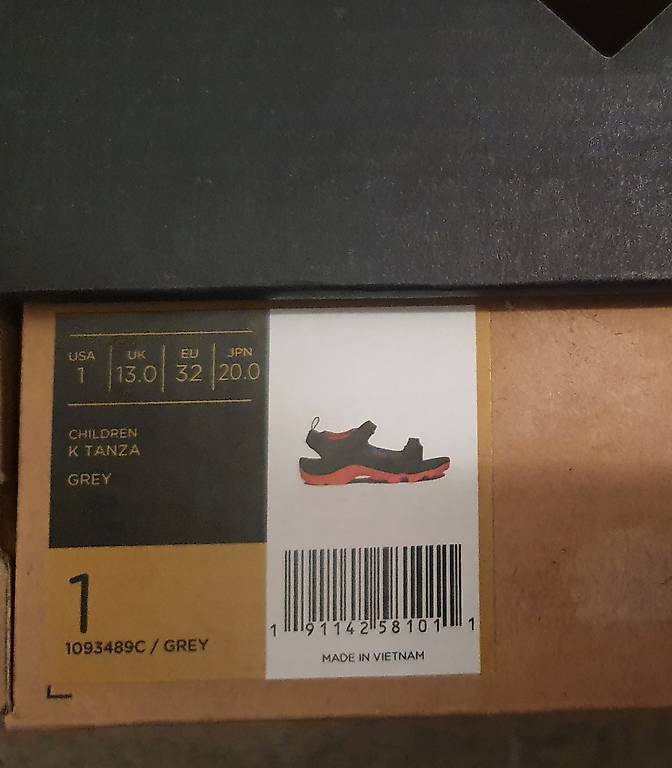 USA UK EU JPN
1 13.0 32 20.0
CHILDREN
K TANZA
GREY
1
1093489C / GREY
1 91142 58101 1
MADE IN VIETNAM